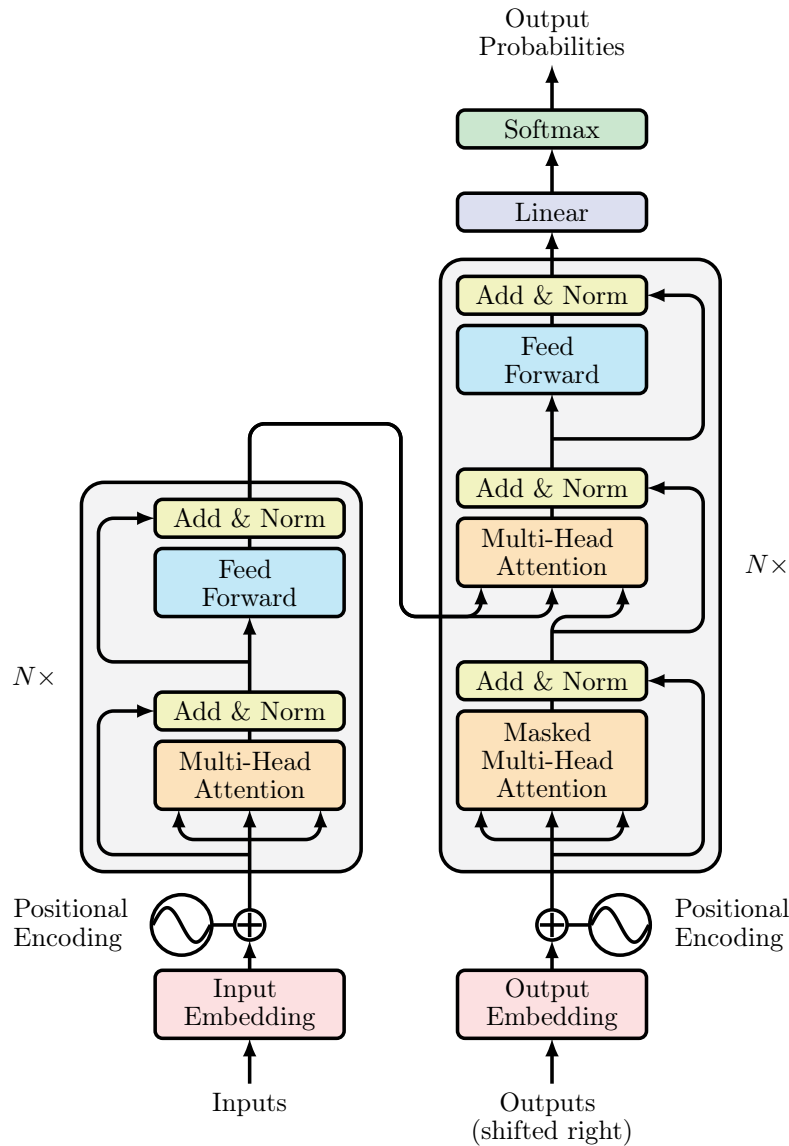 Output
Probabilities
Softmax
Linear
Add & Norm
Feed
Forward
Add & Norm
Multi-Head
Attention
N×
Add & Norm
Masked
Multi-Head
Attention
Add & Norm
Feed
Forward
N×
Add & Norm
Multi-Head
Attention
Positional
Encoding
Positional
Encoding
Input
Embedding
Output
Embedding
Inputs
Outputs
(shifted right)